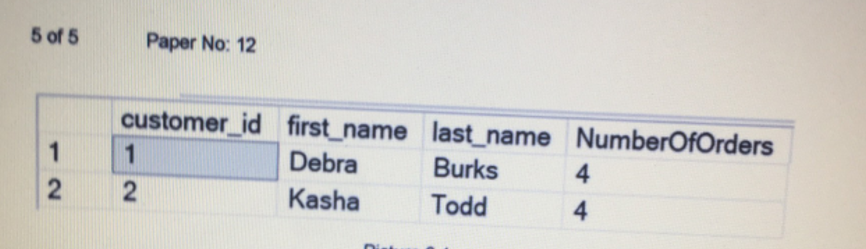 5 of 5 Paper No: 12
customer_id first_name last_name NumberOfOrders
1 1 Debra Burks 4
2 2 Kasha Todd 4